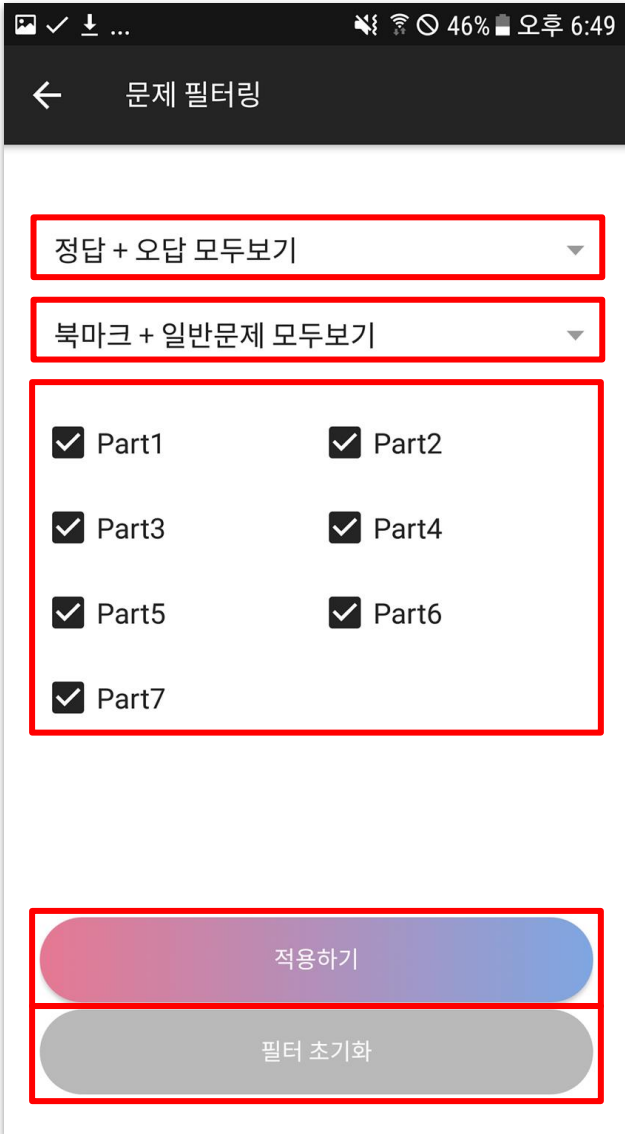 ... 46% 오후 6:49
문제 필터링
정답 + 오답 모두보기
북마크 + 일반문제 모두보기
Part1 Part2
Part3 Part4
Part5 Part6
Part7
적용하기
필터 초기화